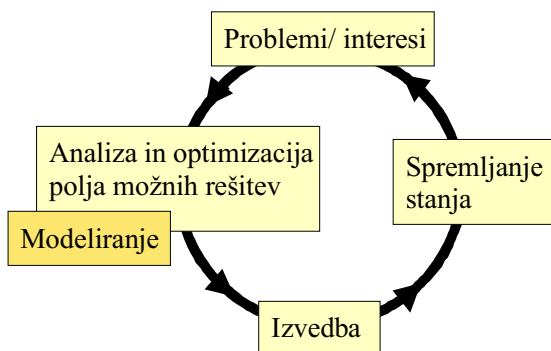 Problemi/ interesi
Analiza in optimizacija
polja možnih rešitev
Modeliranje
Spremljanje
stanja
Izvedba